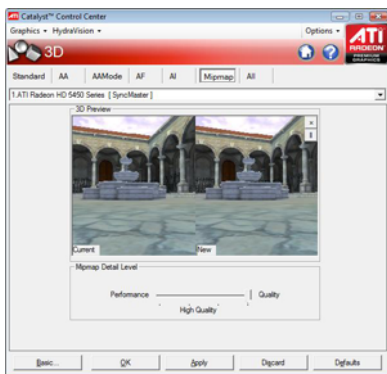 Catalyst™ Control Center
Graphics HydraVision Options
ATI
RADEON
PREMIUM
GRAPHICS
3D
Standard AA AAMode AF AI Mipmap All
1.ATI Radeon HD 5450 Series [ SyncMaster ]
3D Preview
Current New
Mipmap Detail Level
Performance Quality
High Quality
Basic... OK Apply Discard Defaults